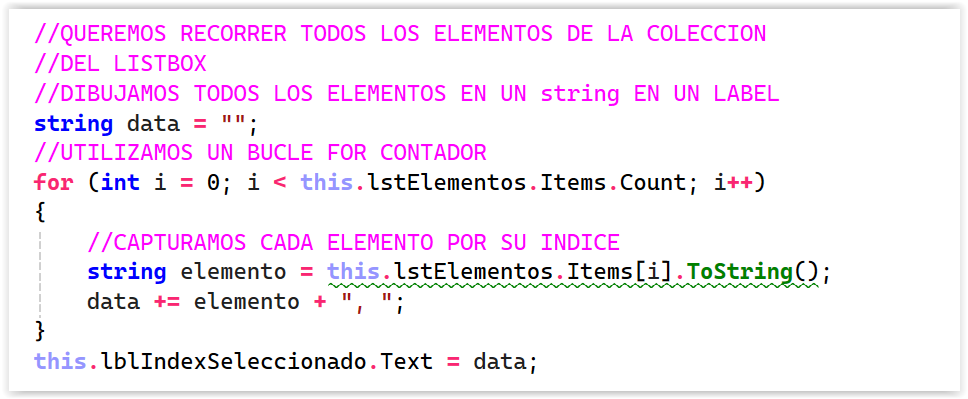 //QUEREMOS RECORRER TODOS LOS ELEMENTOS DE LA COLECCION
//DEL LISTBOX
//DIBUJAMOS TODOS LOS ELEMENTOS EN UN string EN UN LABEL
string data = "";
//UTILIZAMOS UN BUCLE FOR CONTADOR
for (int i = 0; i < this.lstElementos.Items.Count; i++)
{
    //CAPTURAMOS CADA ELEMENTO POR SU INDICE
    string elemento = this.lstElementos.Items[i].ToString();
    data += elemento + ", ";
}
this.lblIndexSeleccionado.Text = data;